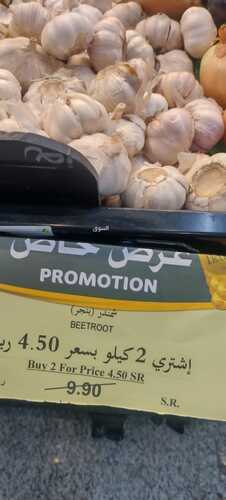 السوق
عرض خاص
PROMOTION
شمندر (بنجر)
BEETROOT
إشتري 2 كيلو بسعر 4.50
Buy 2 For Price 4.50 SR
9.90
S.R.